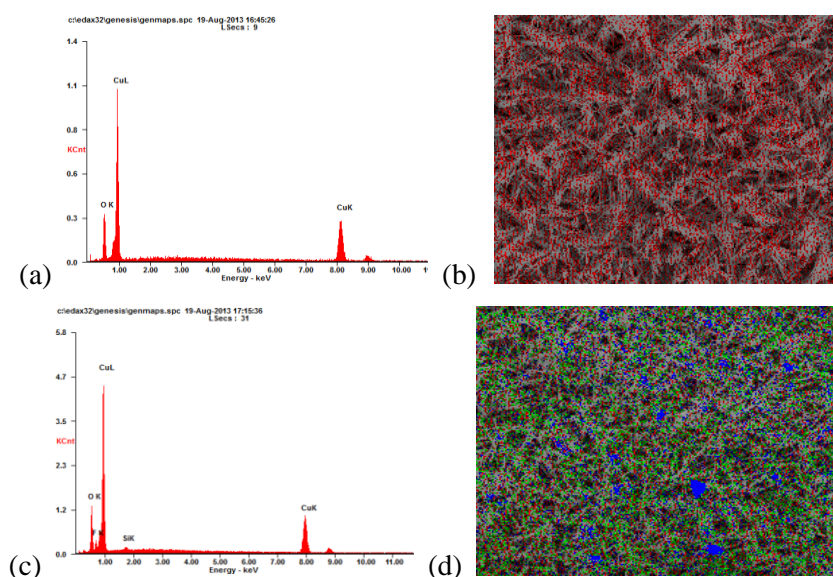 c:\edax32\genesis\genmaps.spc 19-Aug-2013 16:45:26
LSecs : 9
1.4
1.1
0.8
KCnt
0.6
0.3
0.0
CuL
O K
CuK
1.00 2.00 3.00 4.00 5.00 6.00 7.00 8.00 9.00 10.00 1
Energy - keV
(a)
(b)
c:\edax32\genesis\genmaps.spc 19-Aug-2013 17:15:36
LSecs : 31
5.8
4.7
3.5
KCnt
2.3
1.2
0.0
CuL
O K
SiK
CuK
1.00 2.00 3.00 4.00 5.00 6.00 7.00 8.00 9.00 10.00 11.00
Energy - keV
(c)
(d)